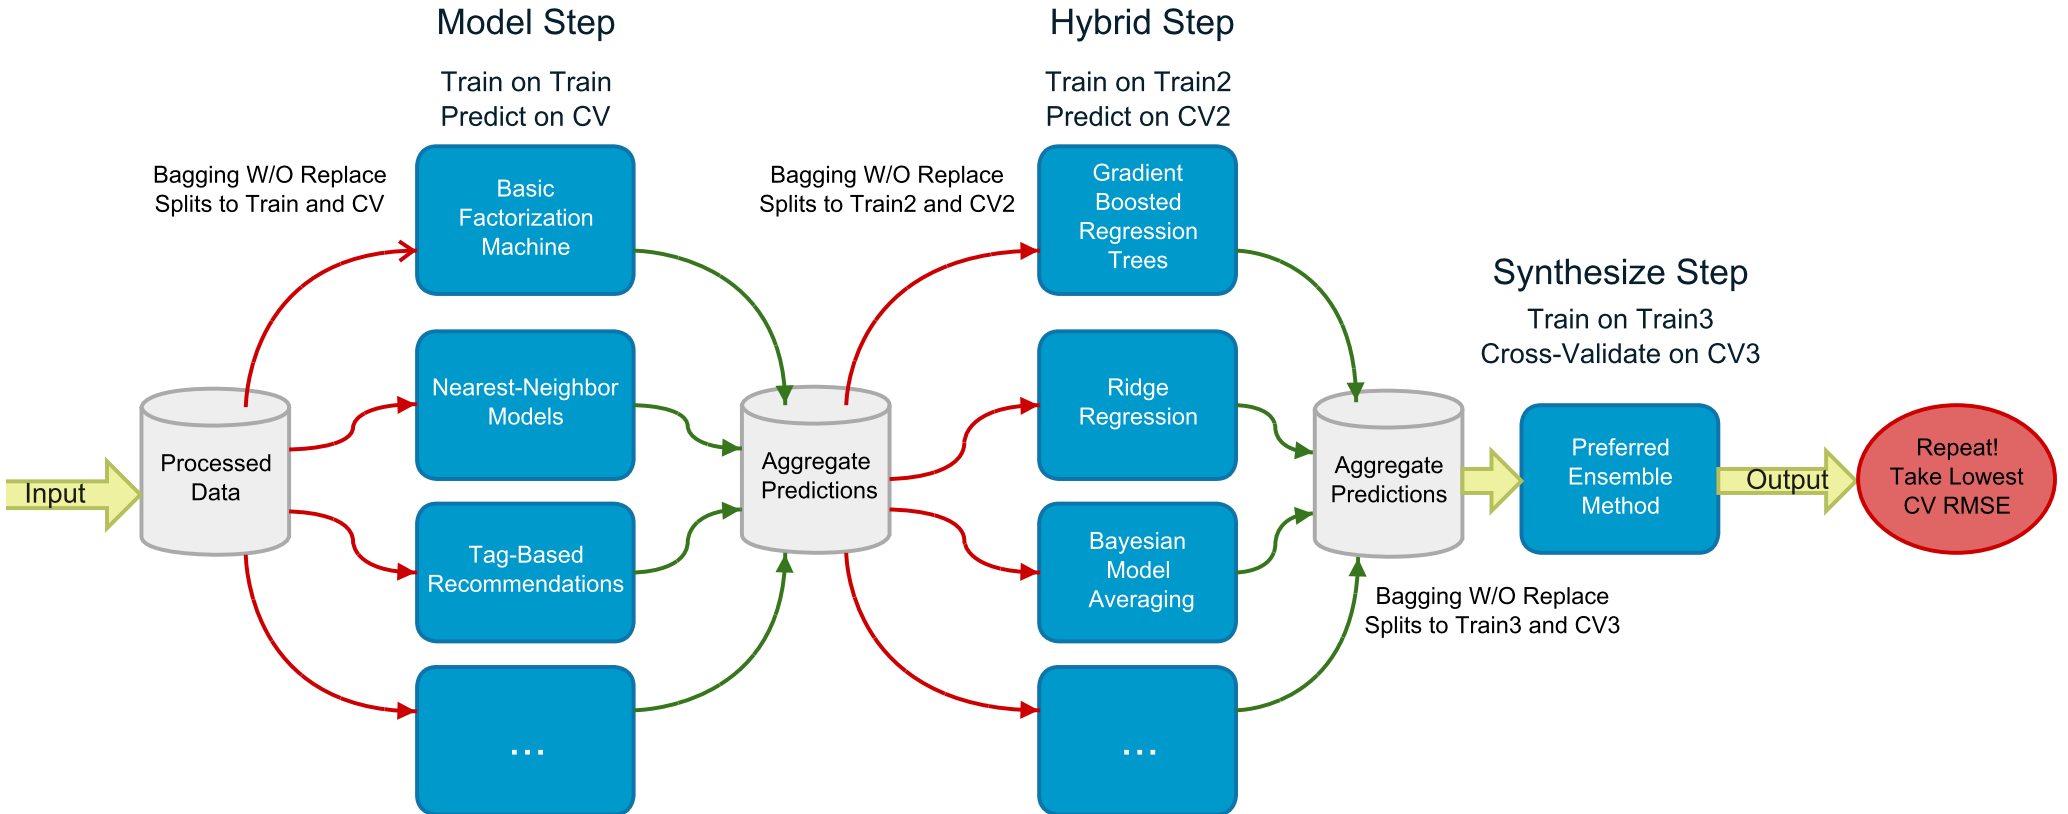 Model Step
Train on Train
Predict on CV
Hybrid Step
Train on Train2
Predict on CV2
Bagging W/O Replace
Splits to Train and CV
Basic
Factorization
Machine
Nearest-Neighbor
Models
Tag-Based
Recommendations
...
Input
Processed
Data
Bagging W/O Replace
Splits to Train2 and CV2
Aggregate
Predictions
Gradient
Boosted
Regression
Trees
Ridge
Regression
Bayesian
Model
Averaging
...
Aggregate
Predictions
Bagging W/O Replace
Splits to Train3 and CV3
Synthesize Step
Train on Train3
Cross-Validate on CV3
Preferred
Ensemble
Method
Output
Repeat!
Take Lowest
CV RMSE